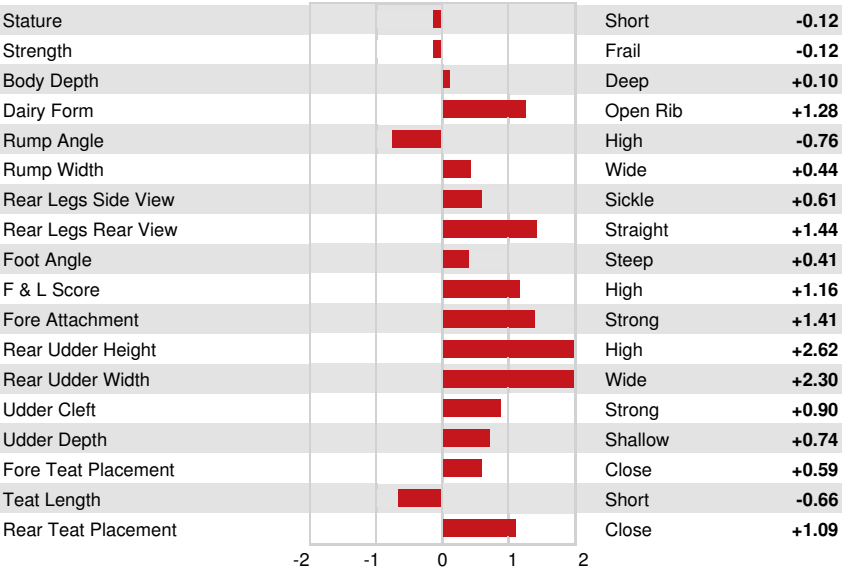 Stature Short -0.12
Strength Frail -0.12
Body Depth Deep +0.10
Dairy Form Open Rib +1.28
Rump Angle High -0.76
Rump Width Wide +0.44
Rear Legs Side View Sickle +0.61
Rear Legs Rear View Straight +1.44
Foot Angle Steep +0.41
F & L Score High +1.16
Fore Attachment Strong +1.41
Rear Udder Height High +2.62
Rear Udder Width Wide +2.30
Udder Cleft Strong +0.90
Udder Depth Shallow +0.74
Fore Teat Placement Close +0.59
Teat Length Short -0.66
Rear Teat Placement Close +1.09
-2 -1 0 1 2